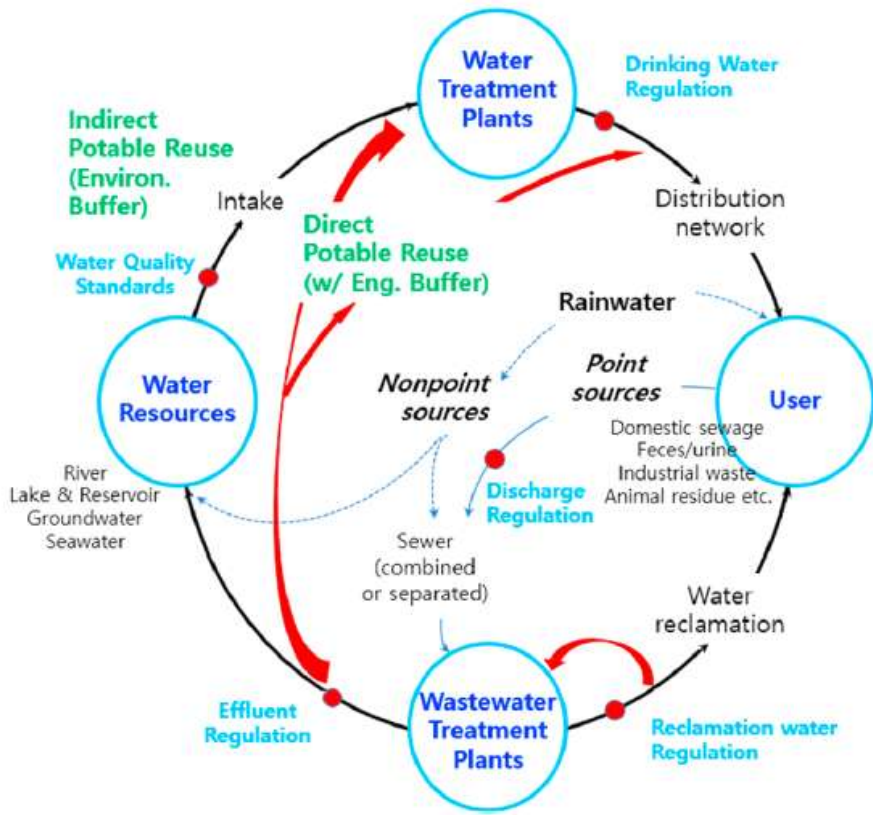 Water
Treatment
Plants
Drinking Water
Regulation
Indirect
Potable Reuse
(Environ.
Buffer)
Intake
Distribution
network
Direct
Potable Reuse
(w/ Eng. Buffer)
Water Quality
Standards
Rainwater
Water
Resources
Nonpoint
sources
Point
sources
User
Domestic sewage
Feces/urine
Industrial waste
Animal residue etc.
River
Lake & Reservoir
Groundwater
Seawater
Discharge
Regulation
Sewer
(combined
or separated)
Water
reclamation
Effluent
Regulation
Wastewater
Treatment
Plants
Reclamation water
Regulation